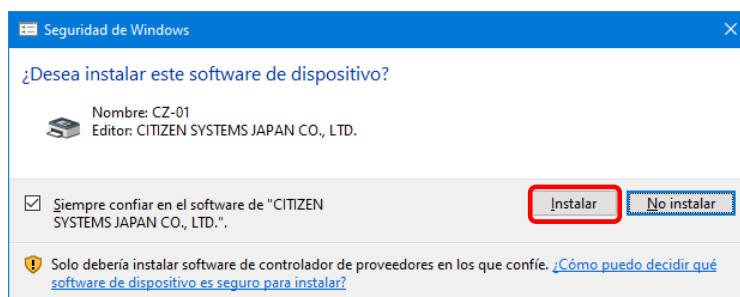 Seguridad de Windows
¿Desea instalar este software de dispositivo?
Nombre: CZ-01
Editor: CITIZEN SYSTEMS JAPAN CO., LTD.
Siempre confiar en el software de "CITIZEN
SYSTEMS JAPAN CO., LTD.".
Instalar
No instalar
Solo debería instalar software de controlador de proveedores en los que confíe. ¿Cómo puedo decidir qué
software de dispositivo es seguro para instalar?